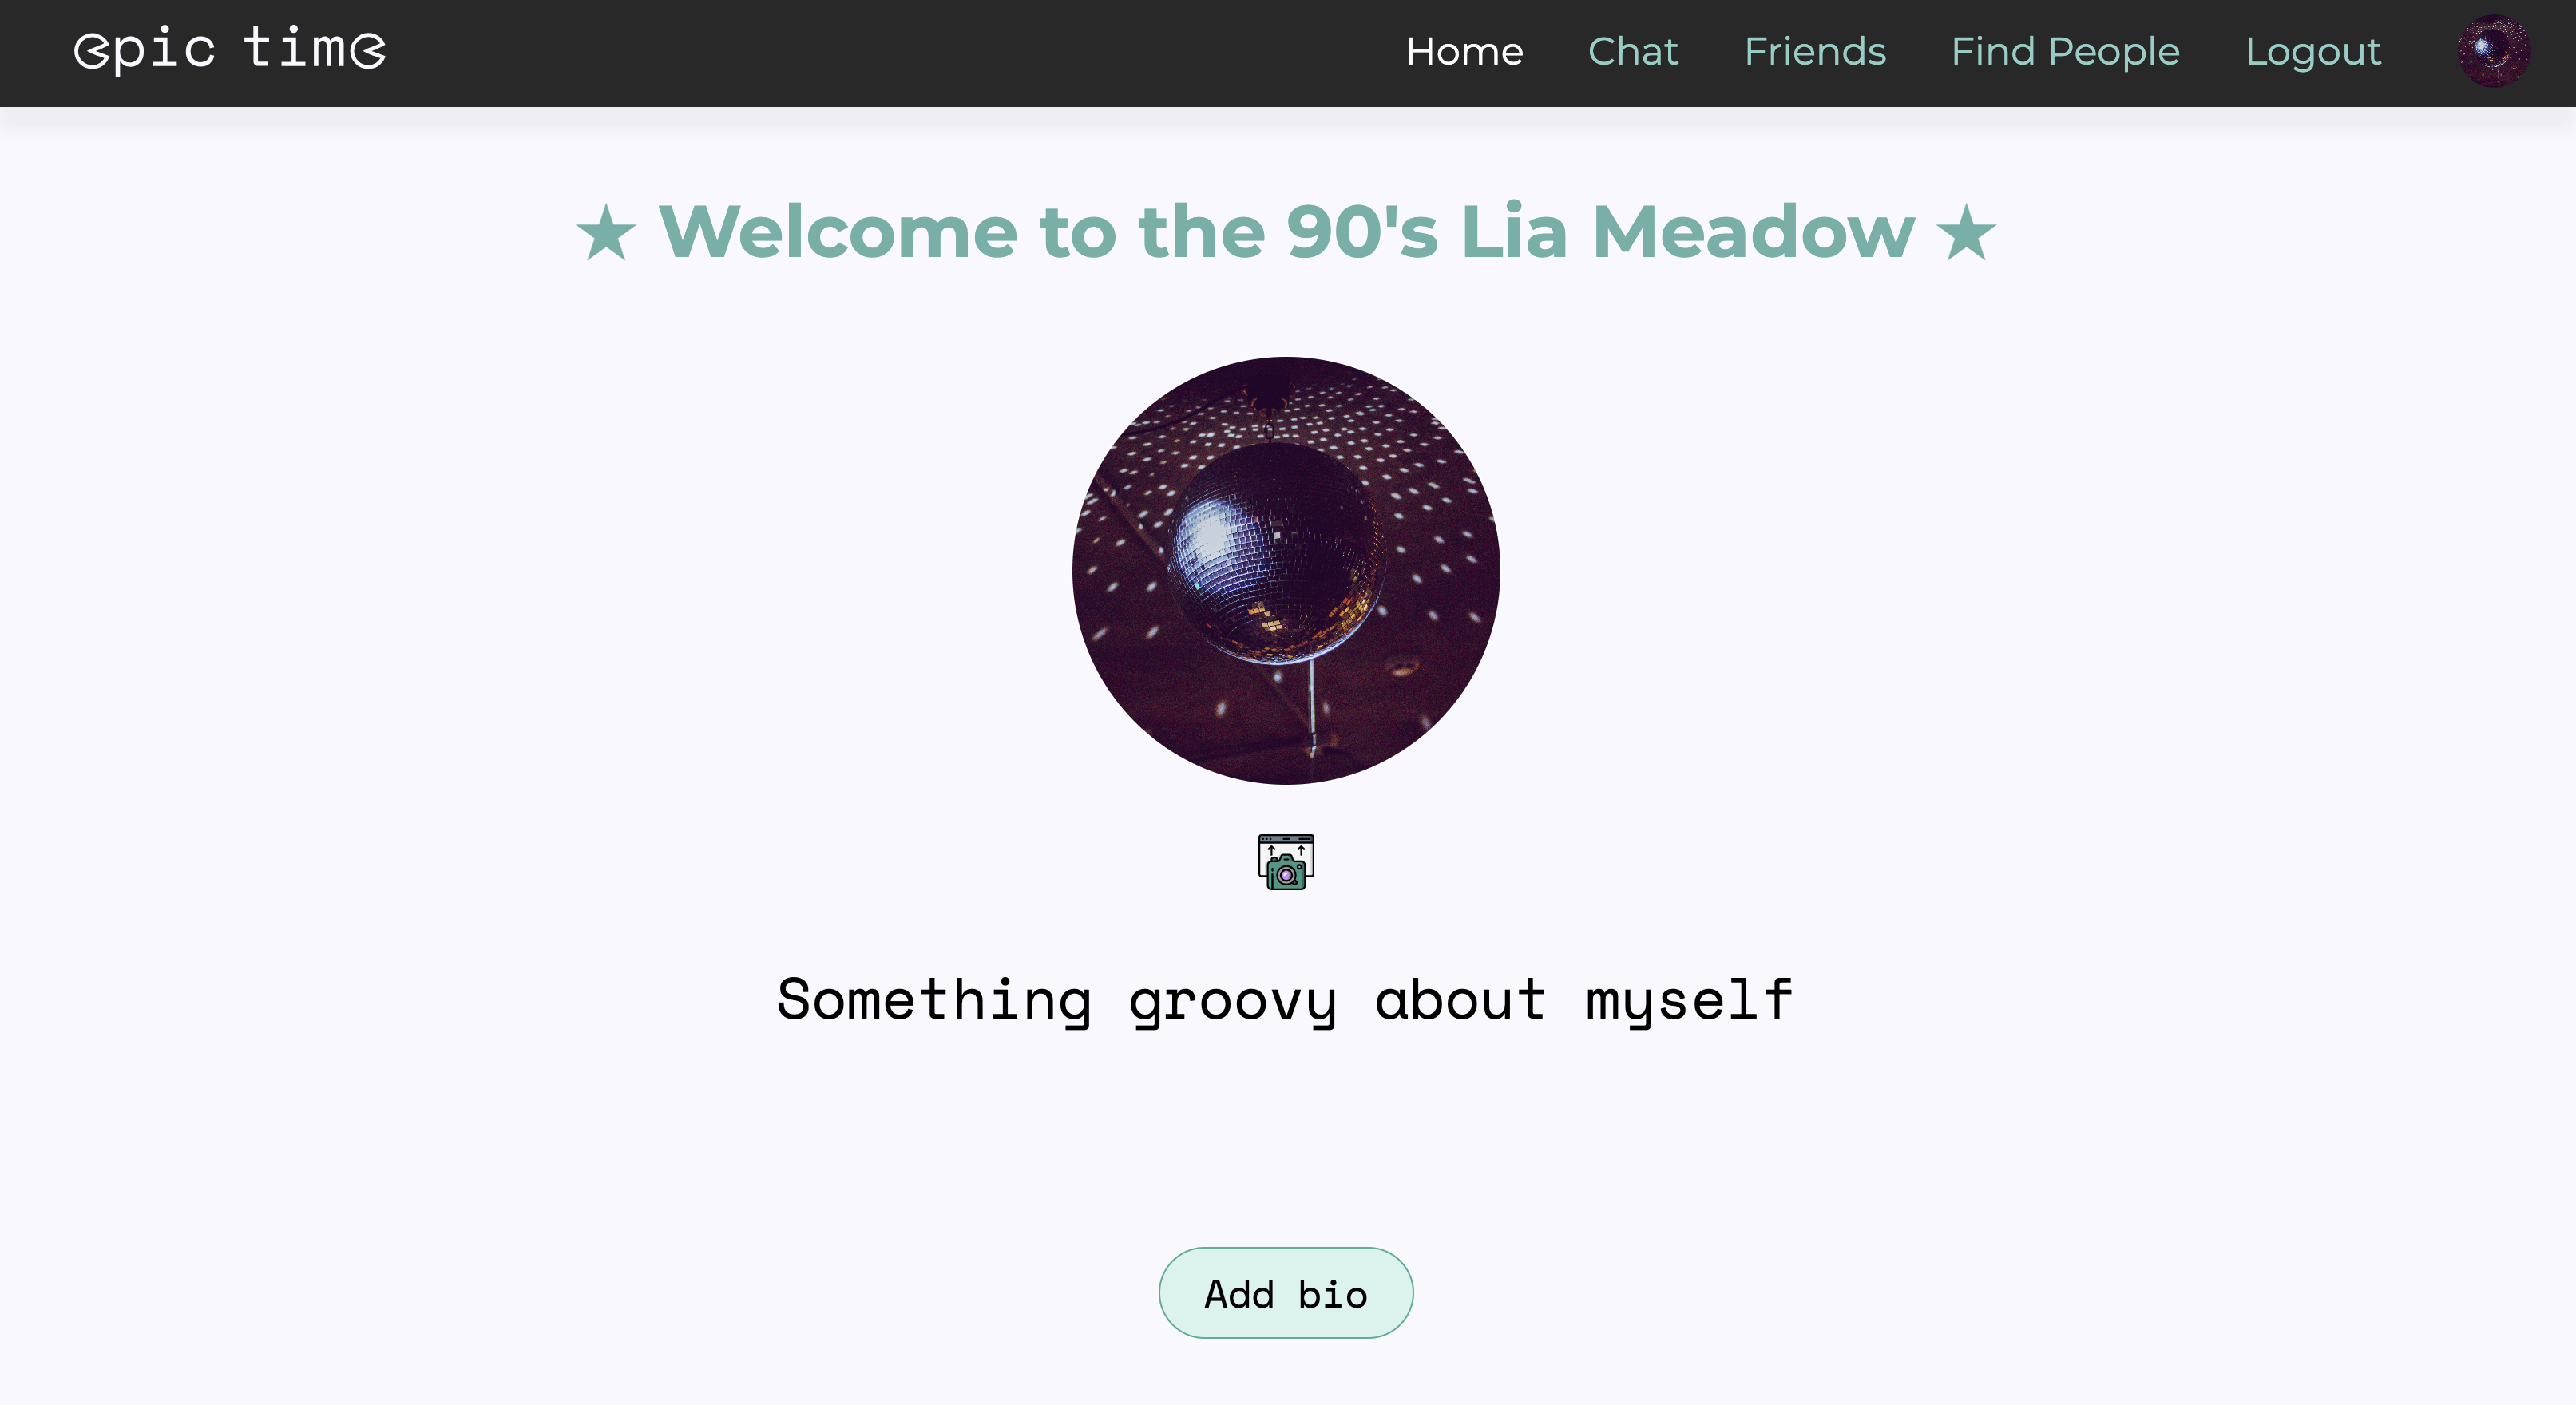 epic time
Home Chat Friends Find People Logout
★ Welcome to the 90's Lia Meadow ★
Something groovy about myself
Add bio